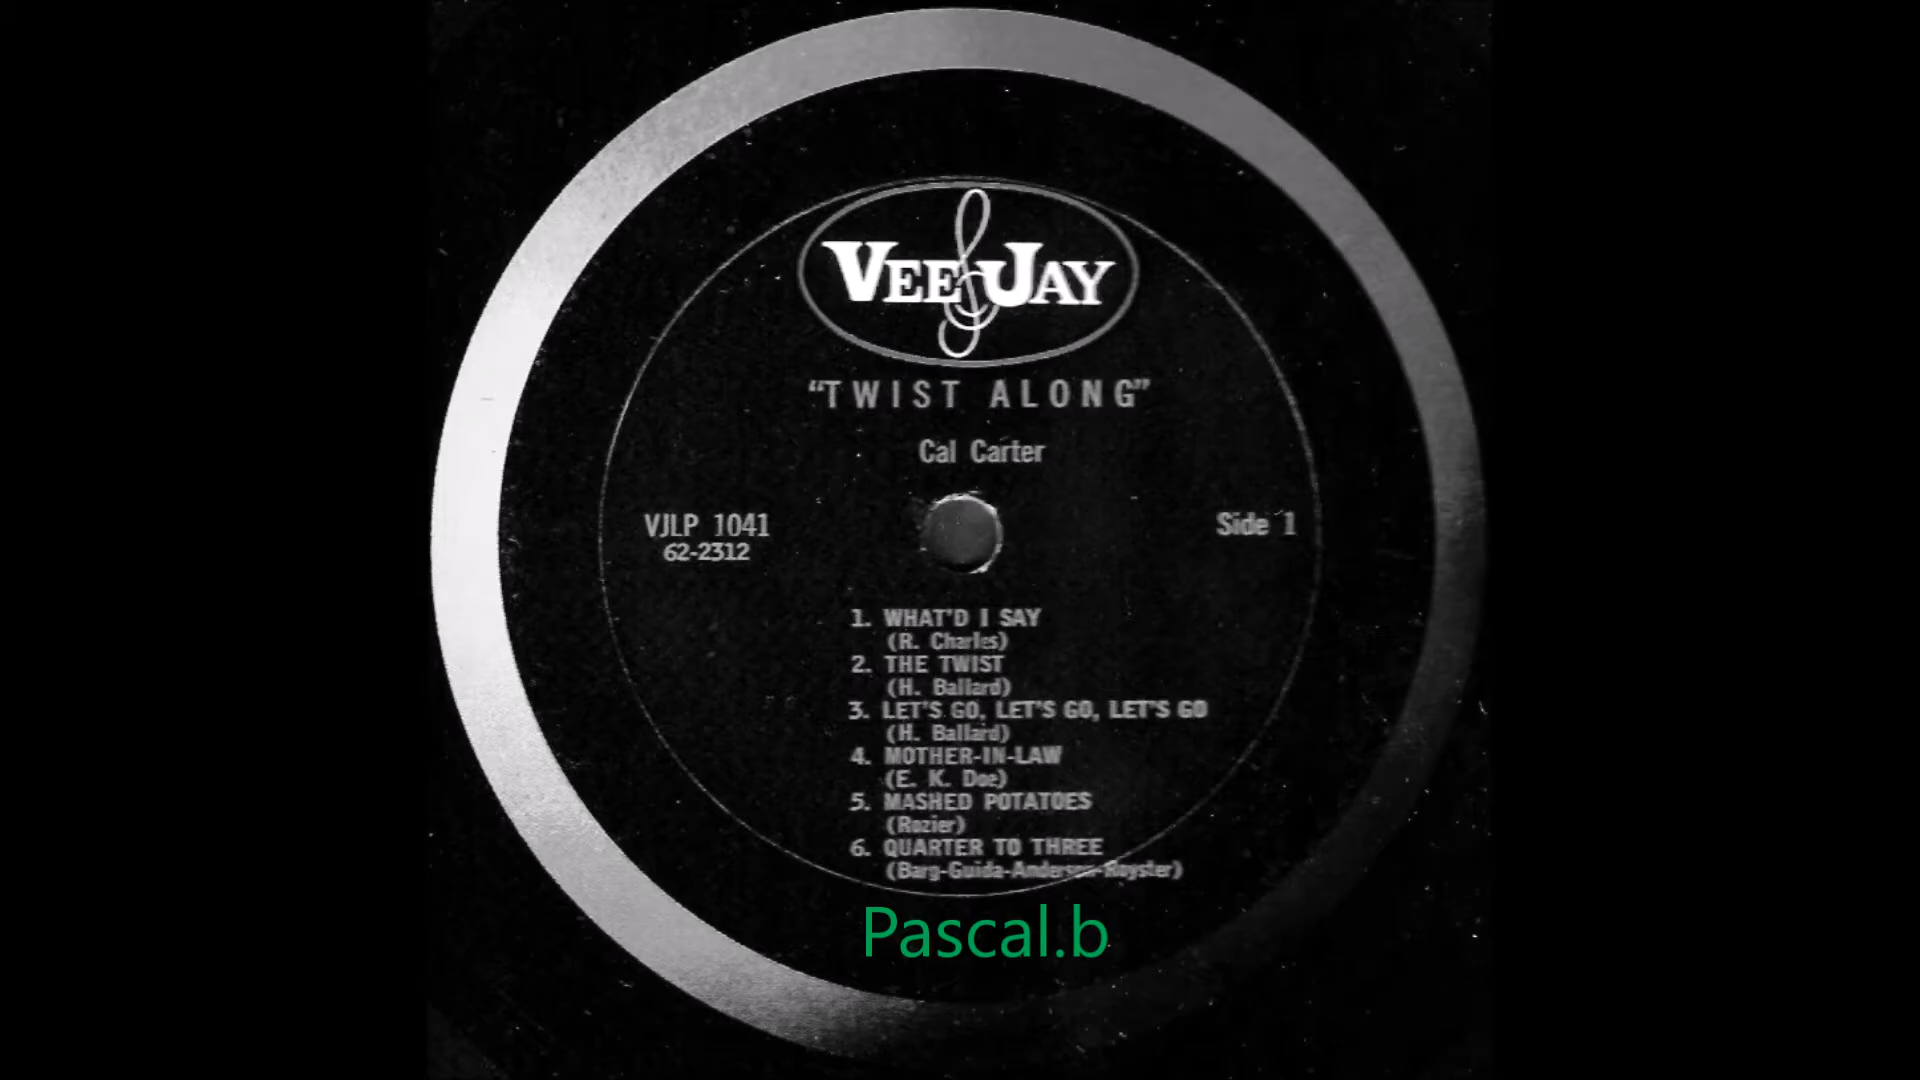 VEE JAY
"TWIST ALONG"
Cal Carter
VJLP 1041
62-2312
Side 1
1. WHAT'D I SAY
(R. Charles)
2. THE TWIST
(H. Ballard)
3. LET'S GO, LET'S GO, LET'S GO
(H. Ballard)
4. MOTHER-IN-LAW
(E. K. Doe)
5. MASHED POTATOES
(Rozier)
6. QUARTER TO THREE
(Barg-Guida-Anderson-Royster)
Pascal.b